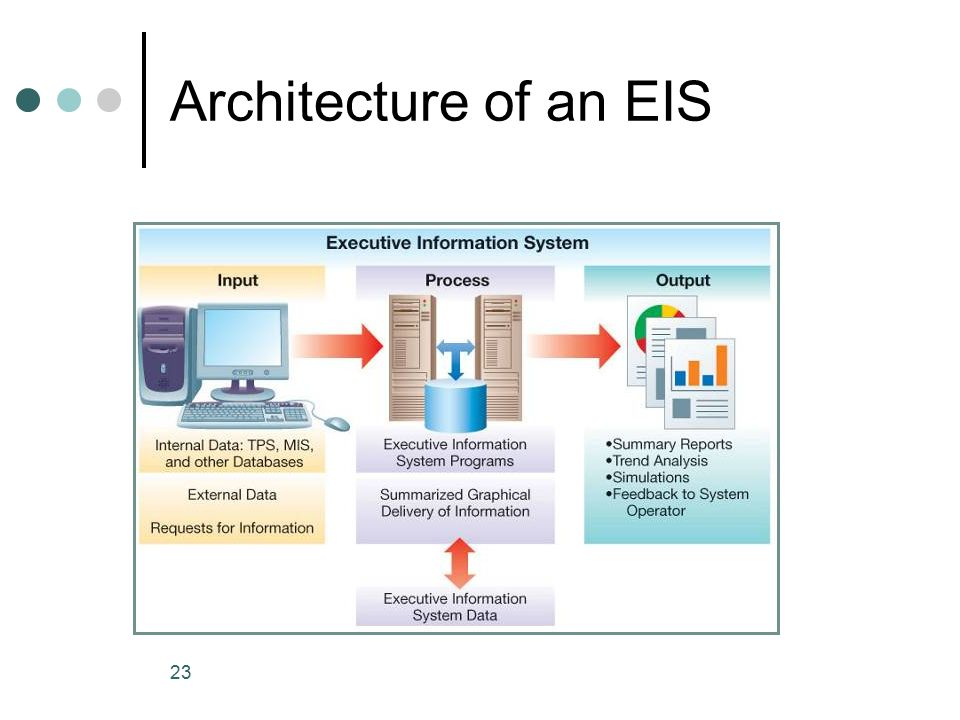 Architecture of an EIS
Executive Information System
Input
Process
Output
Internal Data: TPS, MIS,
and other Databases
External Data
Requests for Information
Executive Information
System Programs
Summarized Graphical
Delivery of Information
Executive Information
System Data
•Summary Reports
•Trend Analysis
•Simulations
•Feedback to System
Operator
23